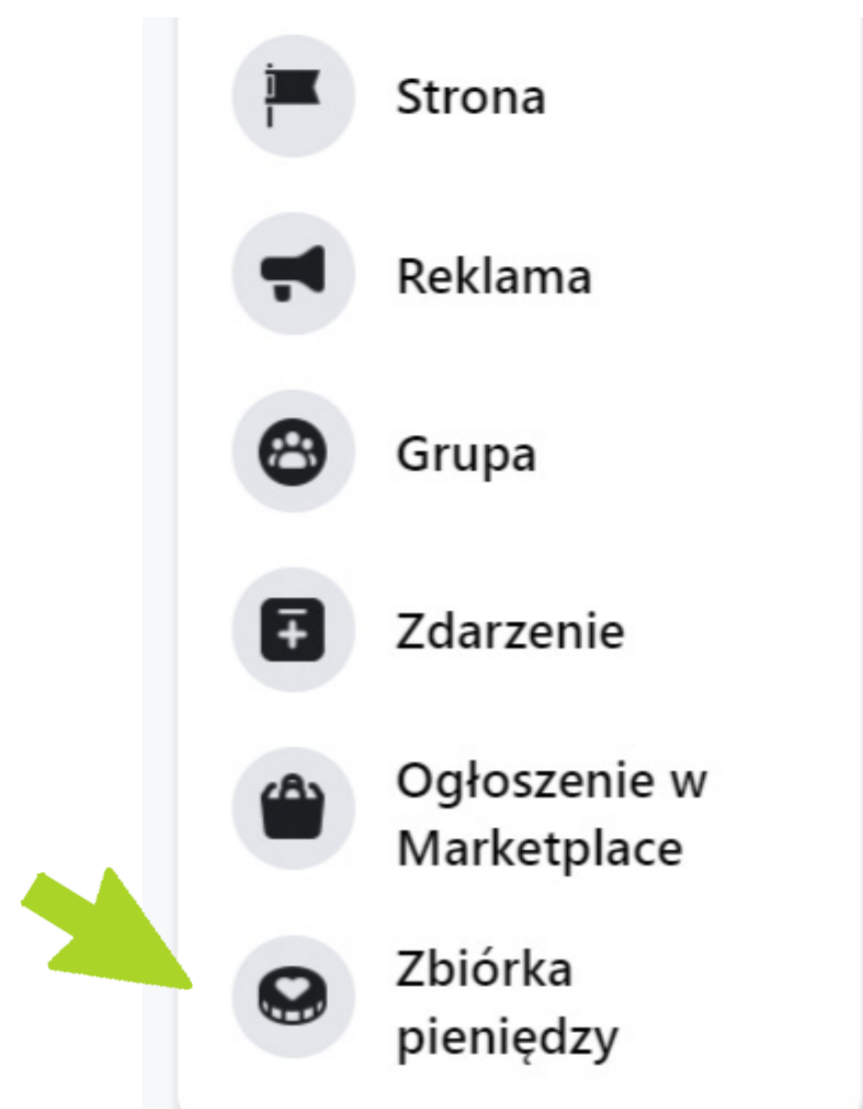 Strona
Reklama
Grupa
Zdarzenie
Ogłoszenie w
Marketplace
Zbiórka
pieniędzy